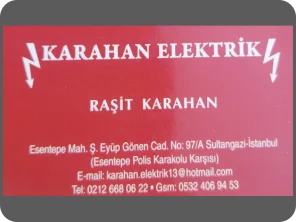 KARAHAN ELEKTRİK
RAŞİT KARAHAN
Esentepe Mah. Ş. Eyüp Gönen Cad. No: 97/A Sultangazi-İstanbul
(Esentepe Polis Karakolu Karşısı)
E-mail: karahan.elektrik13@hotmail.com
Tel: 0212 668 06 22 • Gsm: 0532 406 94 53